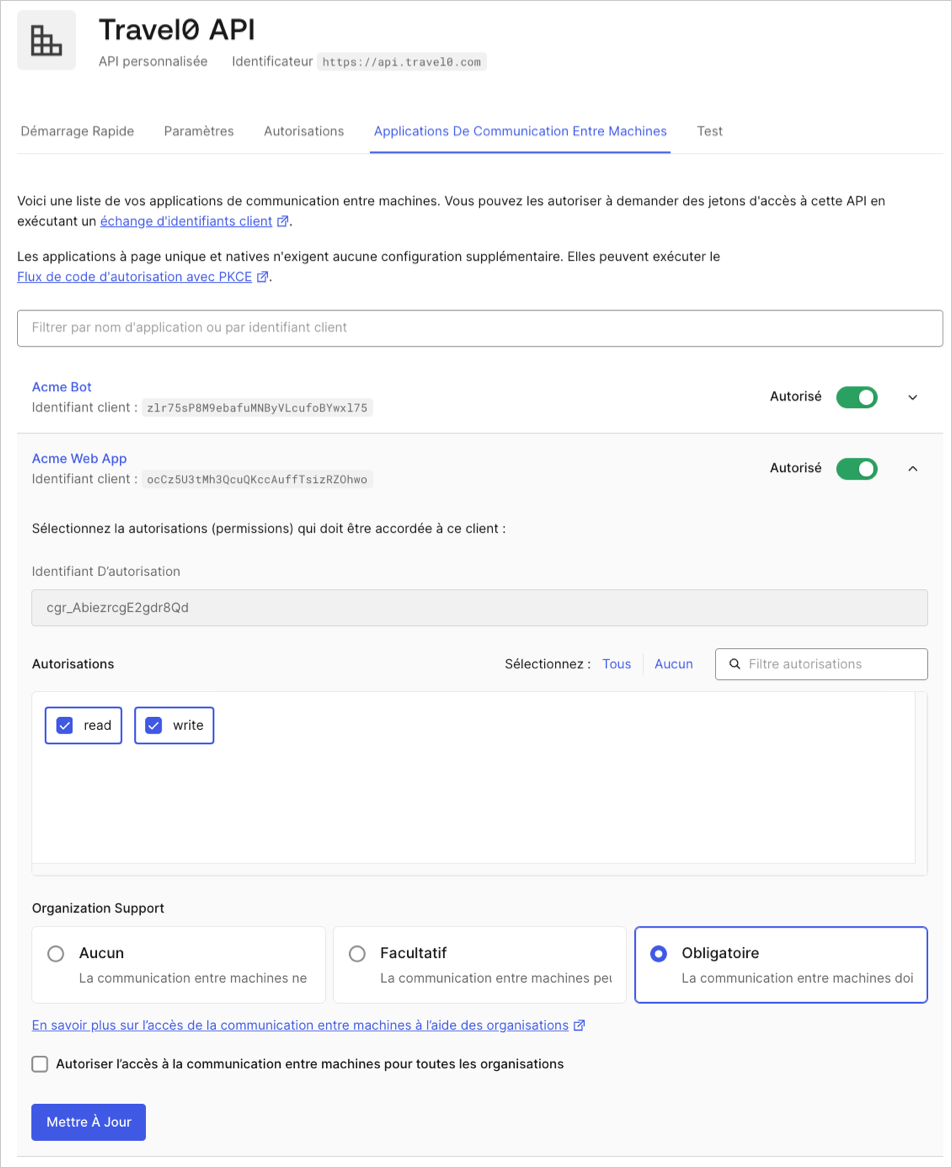 Travel0 API
API personnalisée Identificateur https://api.travel0.com
Démarrage Rapide Paramètres Autorisations Applications De Communication Entre Machines Test
Voici une liste de vos applications de communication entre machines. Vous pouvez les autoriser à demander des jetons d'accès à cette API en
exécutant un échange d'identifiants client.
Les applications à page unique et natives n'exigent aucune configuration supplémentaire. Elles peuvent exécuter le
Flux de code d'autorisation avec PKCE.
Filtrer par nom d'application ou par identifiant client
Acme Bot
Identifiant client : zlr75sP8M9ebafuMNByVLcufoBYwxl75
Autorisé
Acme Web App
Identifiant client : ocCz5U3tMh3QcuQKccAuffTsizRZOhwo
Autorisé
Sélectionnez la autorisations (permissions) qui doit être accordée à ce client :
Identifiant D’autorisation
cgr_AbiezrcgE2gdr8Qd
Autorisations Sélectionnez : Tous Aucun Filtre autorisations
read write
Organization Support
Aucun
La communication entre machines ne
Facultatif
La communication entre machines peu
Obligatoire
La communication entre machines doi
En savoir plus sur l’accès de la communication entre machines à l’aide des organisations
Autoriser l’accès à la communication entre machines pour toutes les organisations
Mettre À Jour